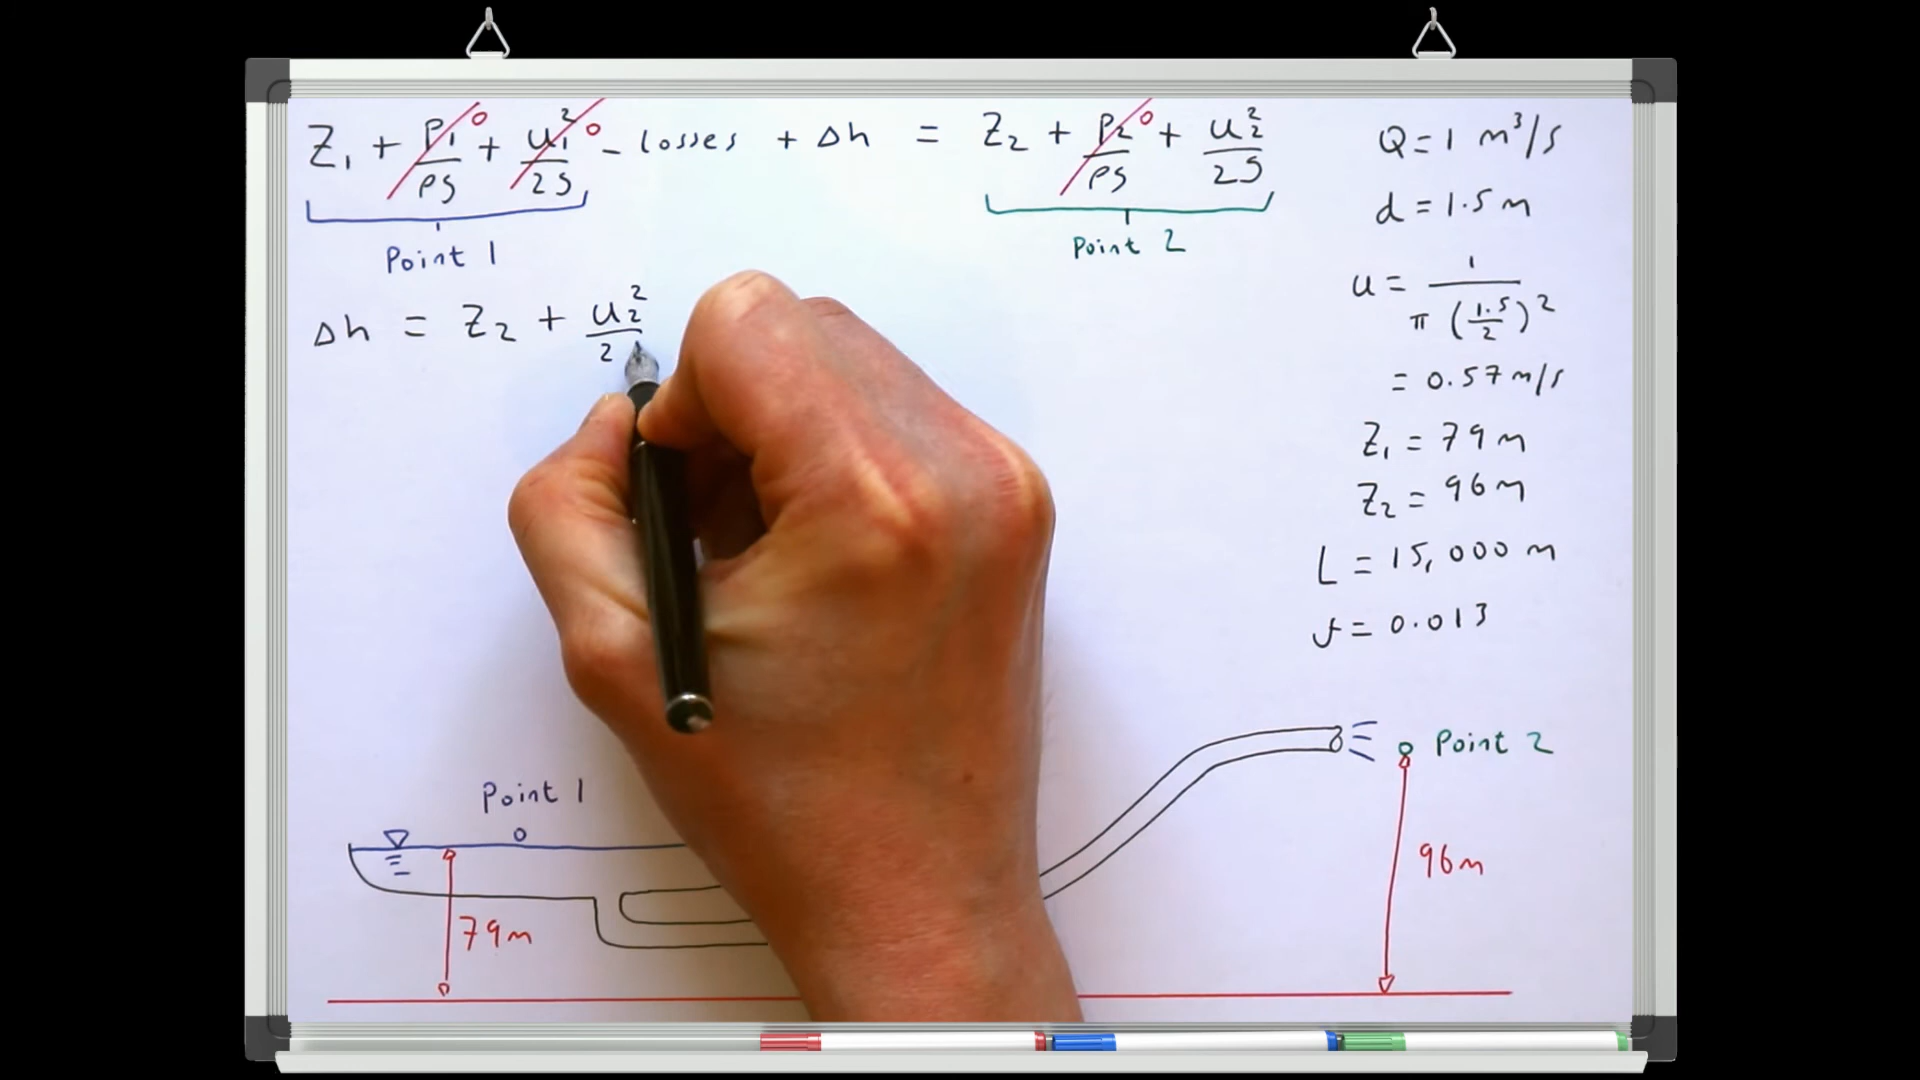 Z₁ + P₁/ρg 0 + u₁²/2g 0 - losses + Δh = Z₂ + P₂/ρg 0 + u₂²/2g
Point 1
Point 2
Δh = Z₂ + u₂²/2
Q = 1 m³/s
d = 1.5 m
u = 1/π (1.5/2)²
= 0.57 m/s
Z₁ = 79 m
Z₂ = 96 m
L = 15,000 m
f = 0.013
Point 1
Point 2
79m
96m